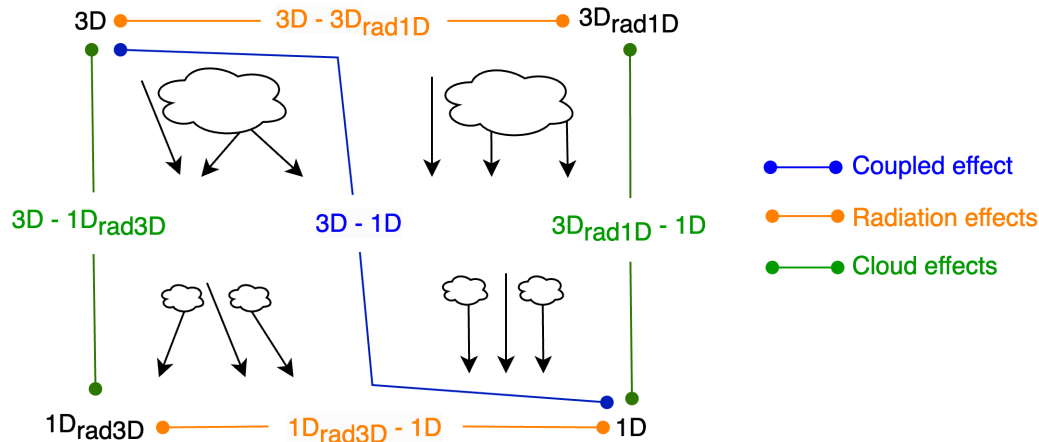 3D
3D - 3Drad1D
3Drad1D
3D - 1Drad3D
3D - 1D
3Drad1D - 1D
Coupled effect
Radiation effects
Cloud effects
1Drad3D
1Drad3D - 1D
1D